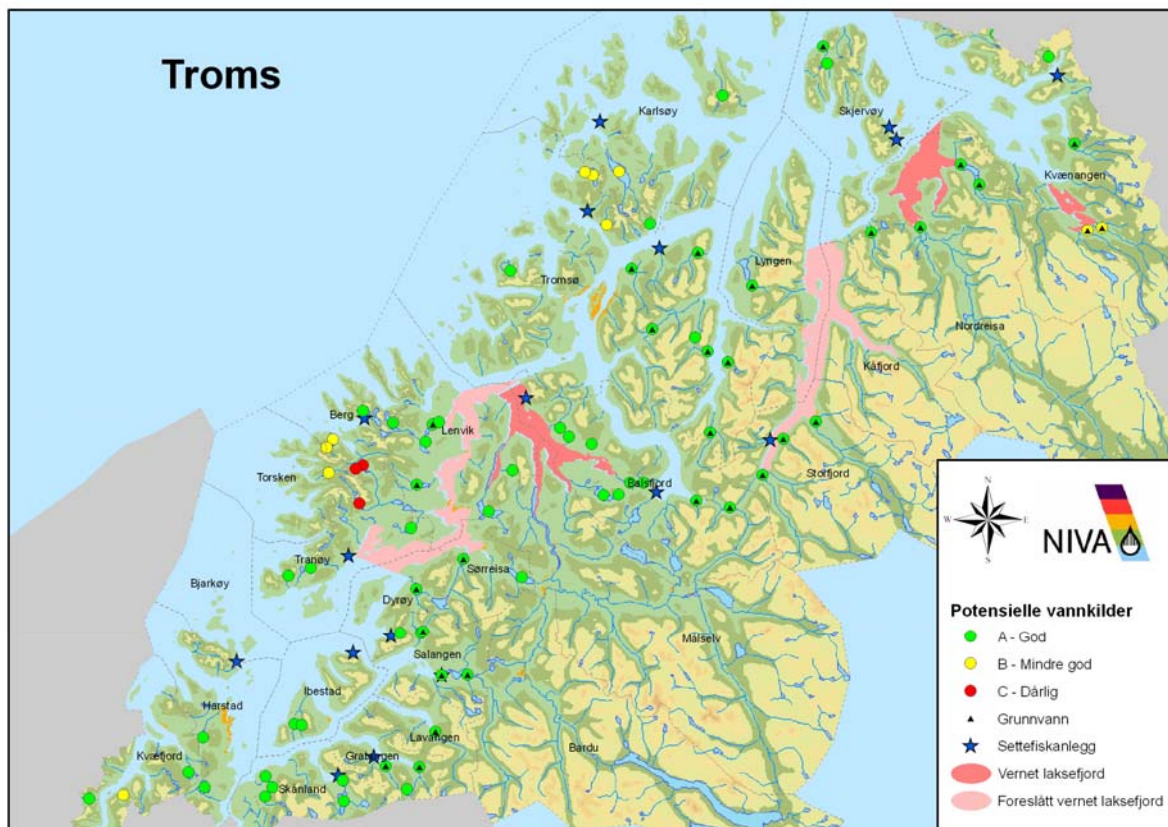 Troms
Karlsøy
Skjervøy
Kvænangen
Lyngen
Tromsø
Nordreisa
Kåfjord
Berg
Lenvik
Torsken
Balsfjord
Storfjord
Tranøy
Sørreisa
Bjarkøy
Dyrøy
Målselv
Salangen
Ibestad
Harstad
Lavangen
Bardu
Kvæfjord
Gratangen
Skånland
N
W
E
S
NIVA
Potensielle vannkilder
A - God
B - Mindre god
C - Dårlig
Grunnvann
Settefiskanlegg
Vernet laksefjord
Foreslått vernet laksefjord